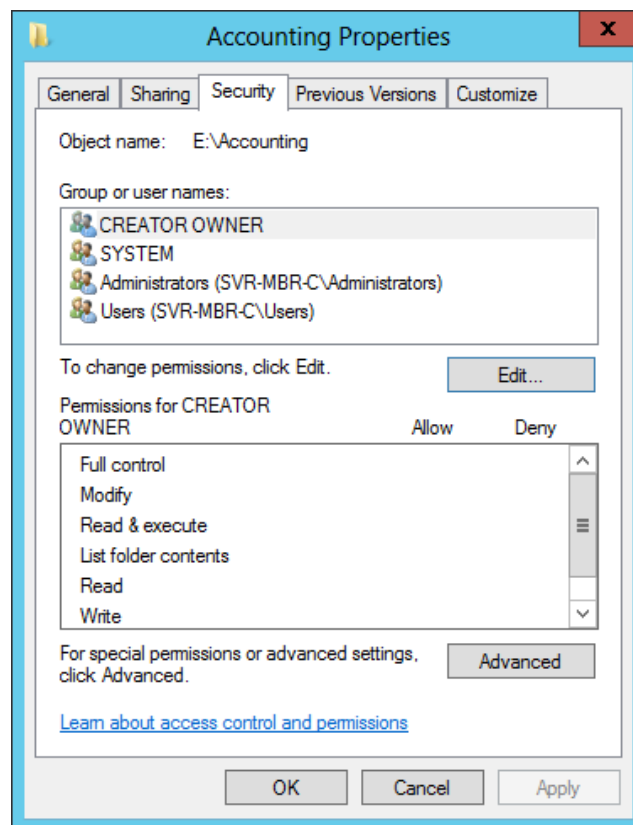 Accounting Properties
x
General Sharing Security Previous Versions Customize
Object name: E:\Accounting
Group or user names:
CREATOR OWNER
SYSTEM
Administrators (SVR-MBR-C\Administrators)
Users (SVR-MBR-C\Users)
To change permissions, click Edit.
Edit...
Permissions for CREATOR
OWNER Allow Deny
Full control
Modify
Read & execute
List folder contents
Read
Write
For special permissions or advanced settings,
click Advanced.
Advanced
Learn about access control and permissions
OK Cancel Apply